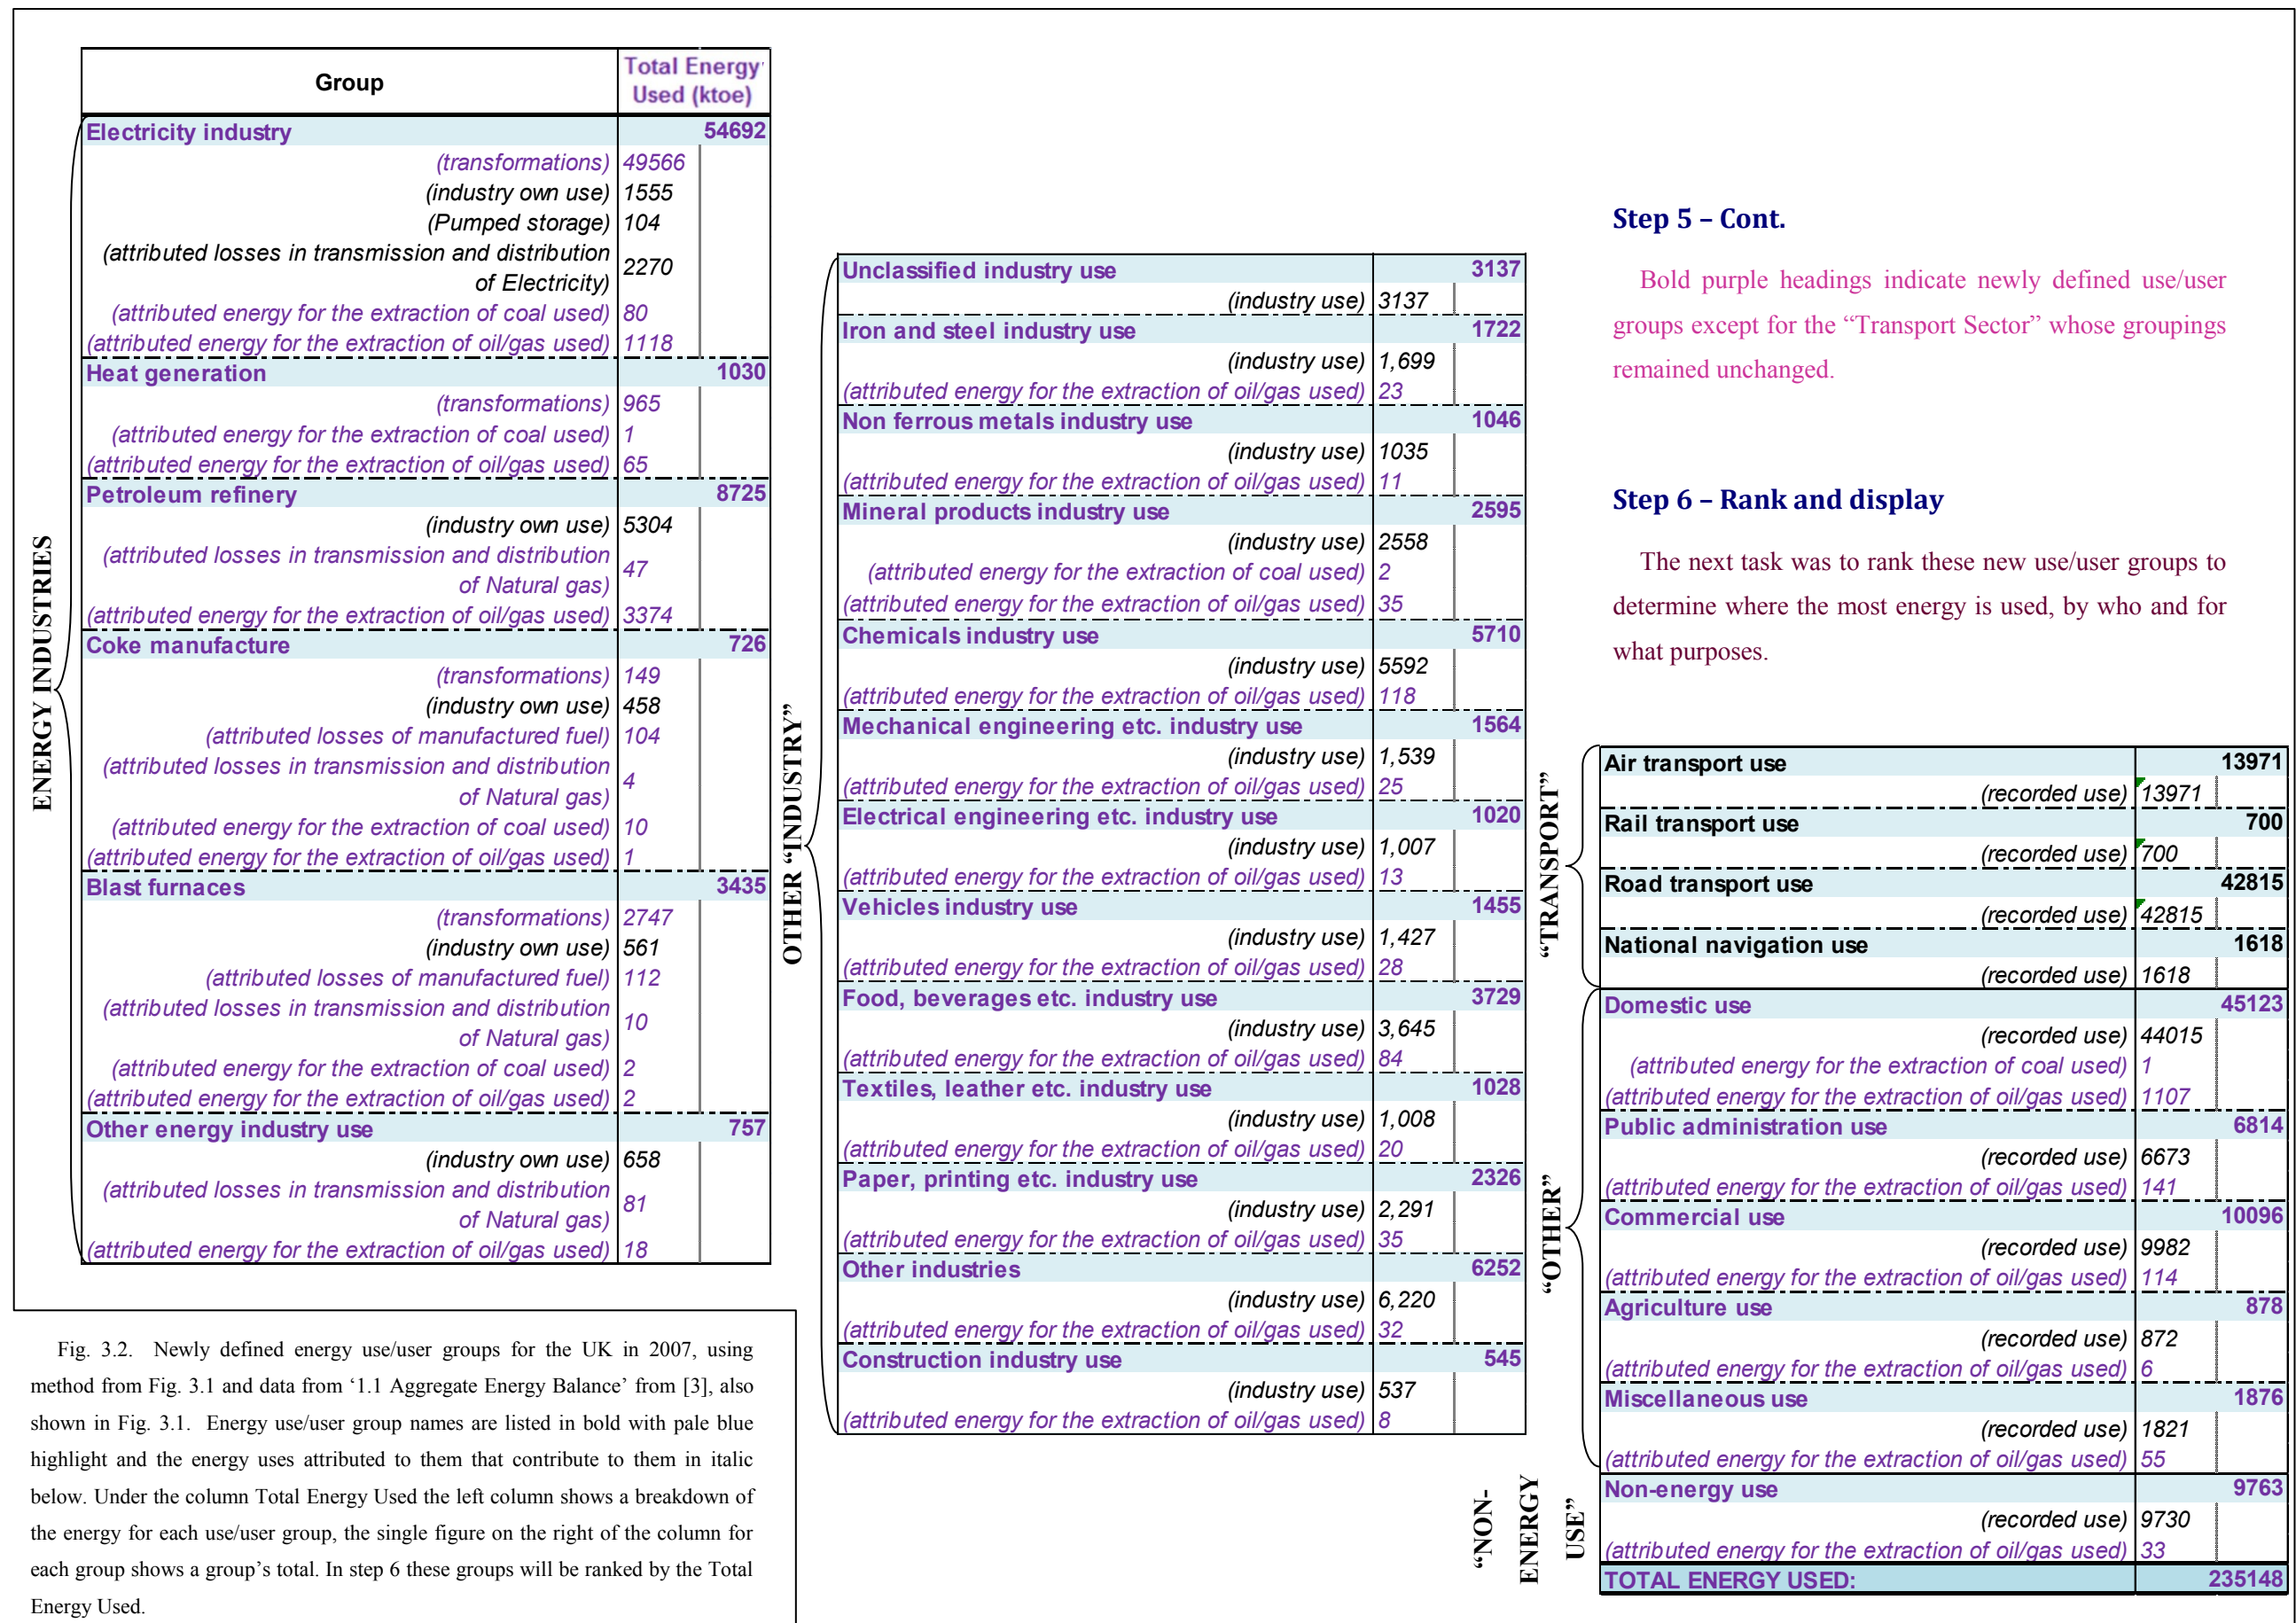 Group Total Energy
Used (ktoe)
ENERGY INDUSTRIES
Electricity industry 54692
(transformations) 49566
(industry own use) 1555
(Pumped storage) 104
(attributed losses in transmission and distribution
of Electricity) 2270
(attributed energy for the extraction of coal used) 80
(attributed energy for the extraction of oil/gas used) 1118
Heat generation 1030
(transformations) 965
(attributed energy for the extraction of coal used) 1
(attributed energy for the extraction of oil/gas used) 65
Petroleum refinery 8725
(industry own use) 5304
(attributed losses in transmission and distribution
of Natural gas) 47
(attributed energy for the extraction of oil/gas used) 3374
Coke manufacture 726
(transformations) 149
(industry own use) 458
(attributed losses of manufactured fuel) 104
(attributed losses in transmission and distribution
of Natural gas) 4
(attributed energy for the extraction of coal used) 10
(attributed energy for the extraction of oil/gas used) 1
Blast furnaces 3435
(transformations) 2747
(industry own use) 561
(attributed losses of manufactured fuel) 112
(attributed losses in transmission and distribution
of Natural gas) 10
(attributed energy for the extraction of coal used) 2
(attributed energy for the extraction of oil/gas used) 2
Other energy industry use 757
(industry own use) 658
(attributed losses in transmission and distribution
of Natural gas) 81
(attributed energy for the extraction of oil/gas used) 18
Fig. 3.2. Newly defined energy use/user groups for the UK in 2007, using
method from Fig. 3.1 and data from ‘1.1 Aggregate Energy Balance’ from [3], also
shown in Fig. 3.1. Energy use/user group names are listed in bold with pale blue
highlight and the energy uses attributed to them that contribute to them in italic
below. Under the column Total Energy Used the left column shows a breakdown of
the energy for each use/user group, the single figure on the right of the column for
each group shows a group’s total. In step 6 these groups will be ranked by the Total
Energy Used.
OTHER “INDUSTRY”
Unclassified industry use 3137
(industry use) 3137
Iron and steel industry use 1722
(industry use) 1,699
(attributed energy for the extraction of oil/gas used) 23
Non ferrous metals industry use 1046
(industry use) 1035
(attributed energy for the extraction of oil/gas used) 11
Mineral products industry use 2595
(industry use) 2558
(attributed energy for the extraction of coal used) 2
(attributed energy for the extraction of oil/gas used) 35
Chemicals industry use 5710
(industry use) 5592
(attributed energy for the extraction of oil/gas used) 118
Mechanical engineering etc. industry use 1564
(industry use) 1,539
(attributed energy for the extraction of oil/gas used) 25
Electrical engineering etc. industry use 1020
(industry use) 1,007
(attributed energy for the extraction of oil/gas used) 13
Vehicles industry use 1455
(industry use) 1,427
(attributed energy for the extraction of oil/gas used) 28
Food, beverages etc. industry use 3729
(industry use) 3,645
(attributed energy for the extraction of oil/gas used) 84
Textiles, leather etc. industry use 1028
(industry use) 1,008
(attributed energy for the extraction of oil/gas used) 20
Paper, printing etc. industry use 2326
(industry use) 2,291
(attributed energy for the extraction of oil/gas used) 35
Other industries 6252
(industry use) 6,220
(attributed energy for the extraction of oil/gas used) 32
Construction industry use 545
(industry use) 537
(attributed energy for the extraction of oil/gas used) 8
Step 5 – Cont.
Bold purple headings indicate newly defined use/user
groups except for the “Transport Sector” whose groupings
remained unchanged.
Step 6 – Rank and display
The next task was to rank these new use/user groups to
determine where the most energy is used, by who and for
what purposes.
“TRANSPORT”
Air transport use 13971
(recorded use) 13971
Rail transport use 700
(recorded use) 700
Road transport use 42815
(recorded use) 42815
National navigation use 1618
(recorded use) 1618
“OTHER”
Domestic use 45123
(recorded use) 44015
(attributed energy for the extraction of coal used) 1
(attributed energy for the extraction of oil/gas used) 1107
Public administration use 6814
(recorded use) 6673
(attributed energy for the extraction of oil/gas used) 141
Commercial use 10096
(recorded use) 9982
(attributed energy for the extraction of oil/gas used) 114
Agriculture use 878
(recorded use) 872
(attributed energy for the extraction of oil/gas used) 6
Miscellaneous use 1876
(recorded use) 1821
(attributed energy for the extraction of oil/gas used) 55
“NON-
ENERGY
USE”
Non-energy use 9763
(recorded use) 9730
(attributed energy for the extraction of oil/gas used) 33
TOTAL ENERGY USED: 235148